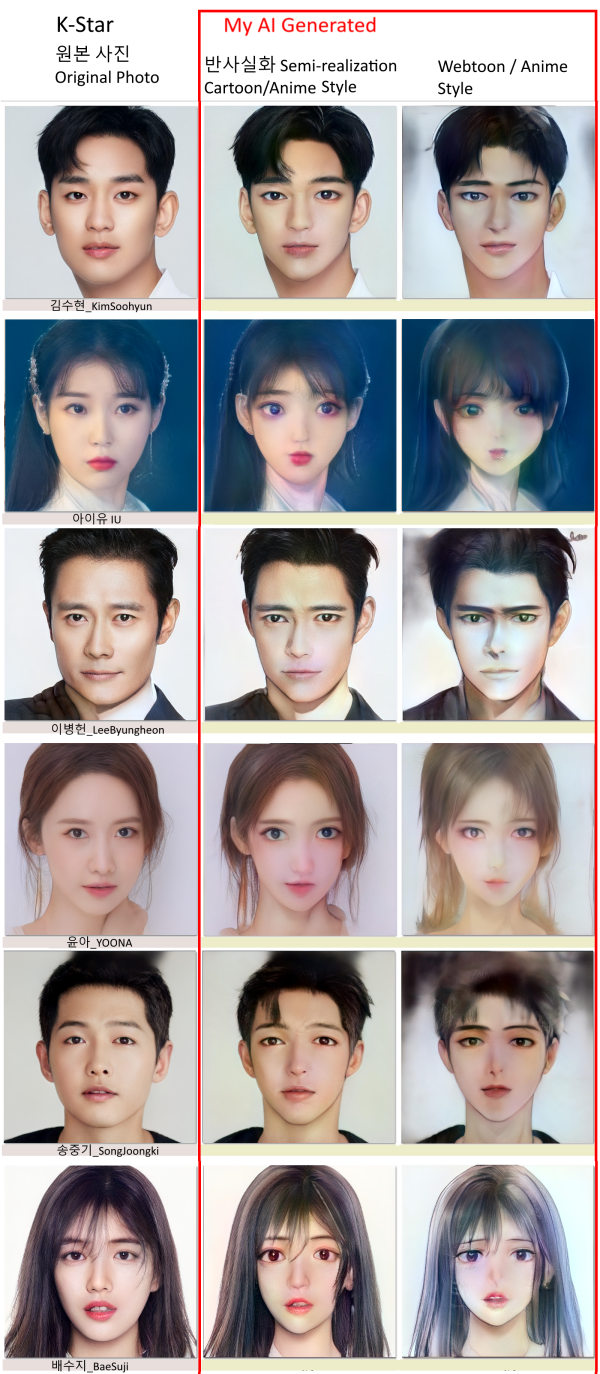 K-Star
원본 사진
Original Photo
My AI Generated
반사실화 Semi-realization
Cartoon/Anime Style
Webtoon / Anime
Style
김수현_KimSoohyun
아이유 IU
이병헌_LeeByungheon
윤아_YOONA
송중기_SongJoongki
배수지_BaeSuji